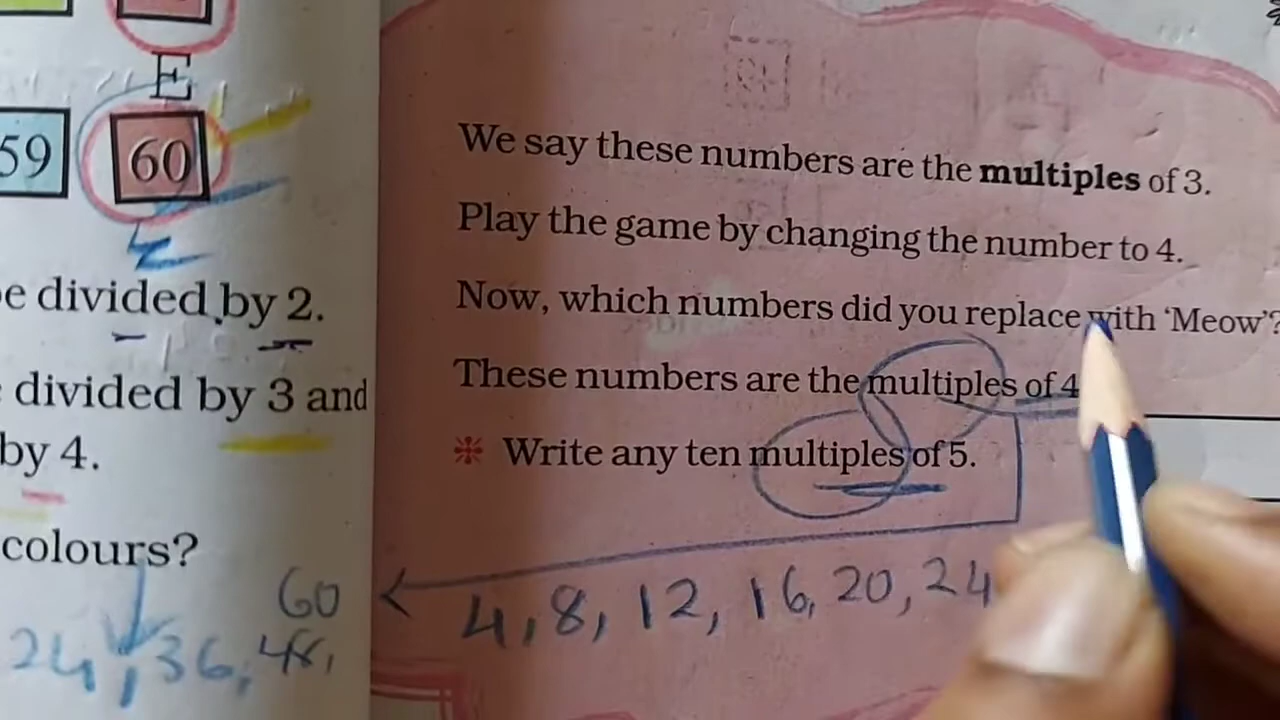 E
59 60
e divided by 2.
divided by 3 and
by 4.
colours?
60
24, 36, 48,
We say these numbers are the multiples of 3.
Play the game by changing the number to 4.
Now, which numbers did you replace with ‘Meow’?
These numbers are the multiples of 4
❊ Write any ten multiples of 5.
4, 8, 12, 16, 20, 24